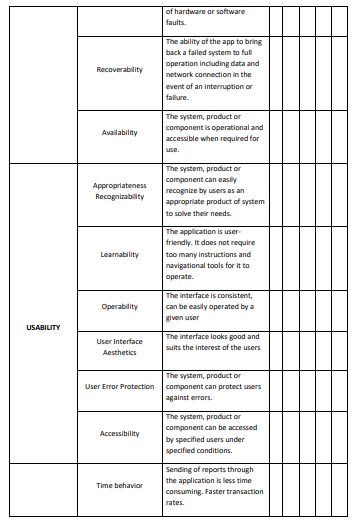 of hardware or software
faults.
Recoverability
The ability of the app to bring
back a failed system to full
operation including data and
network connection in the
event of an interruption or
failure.
Availability
The system, product or
component is operational and
accessible when required for
use.
USABILITY
Appropriateness
Recognizability
The system, product or
component can easily
recognize by users as an
appropriate product of system
to solve their needs.
Learnability
The application is user-
friendly. It does not require
too many instructions and
navigational tools for it to
operate.
Operability
The interface is consistent,
can be easily operated by a
given user
User Interface
Aesthetics
The interface looks good and
suits the interest of the users
User Error Protection
The system, product or
component can protect users
against errors.
Accessibility
The system, product or
component can be accessed
by specified users under
specified conditions.
Time behavior
Sending of reports through
the application is less time
consuming. Faster transaction
rates.